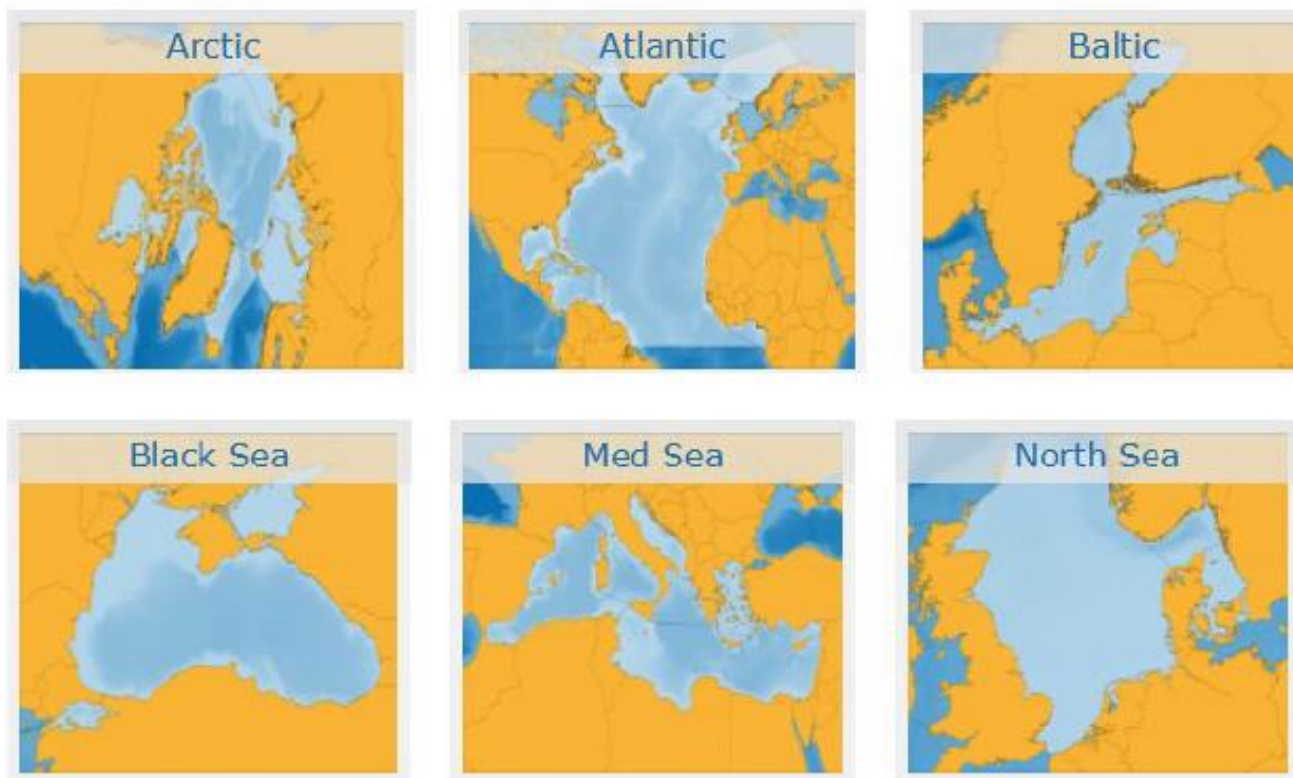 Arctic
Atlantic
Baltic
Black Sea
Med Sea
North Sea